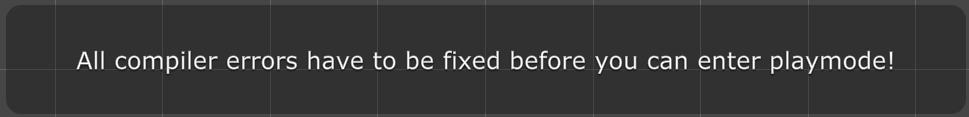 All compiler errors have to be fixed before you can enter playmode!